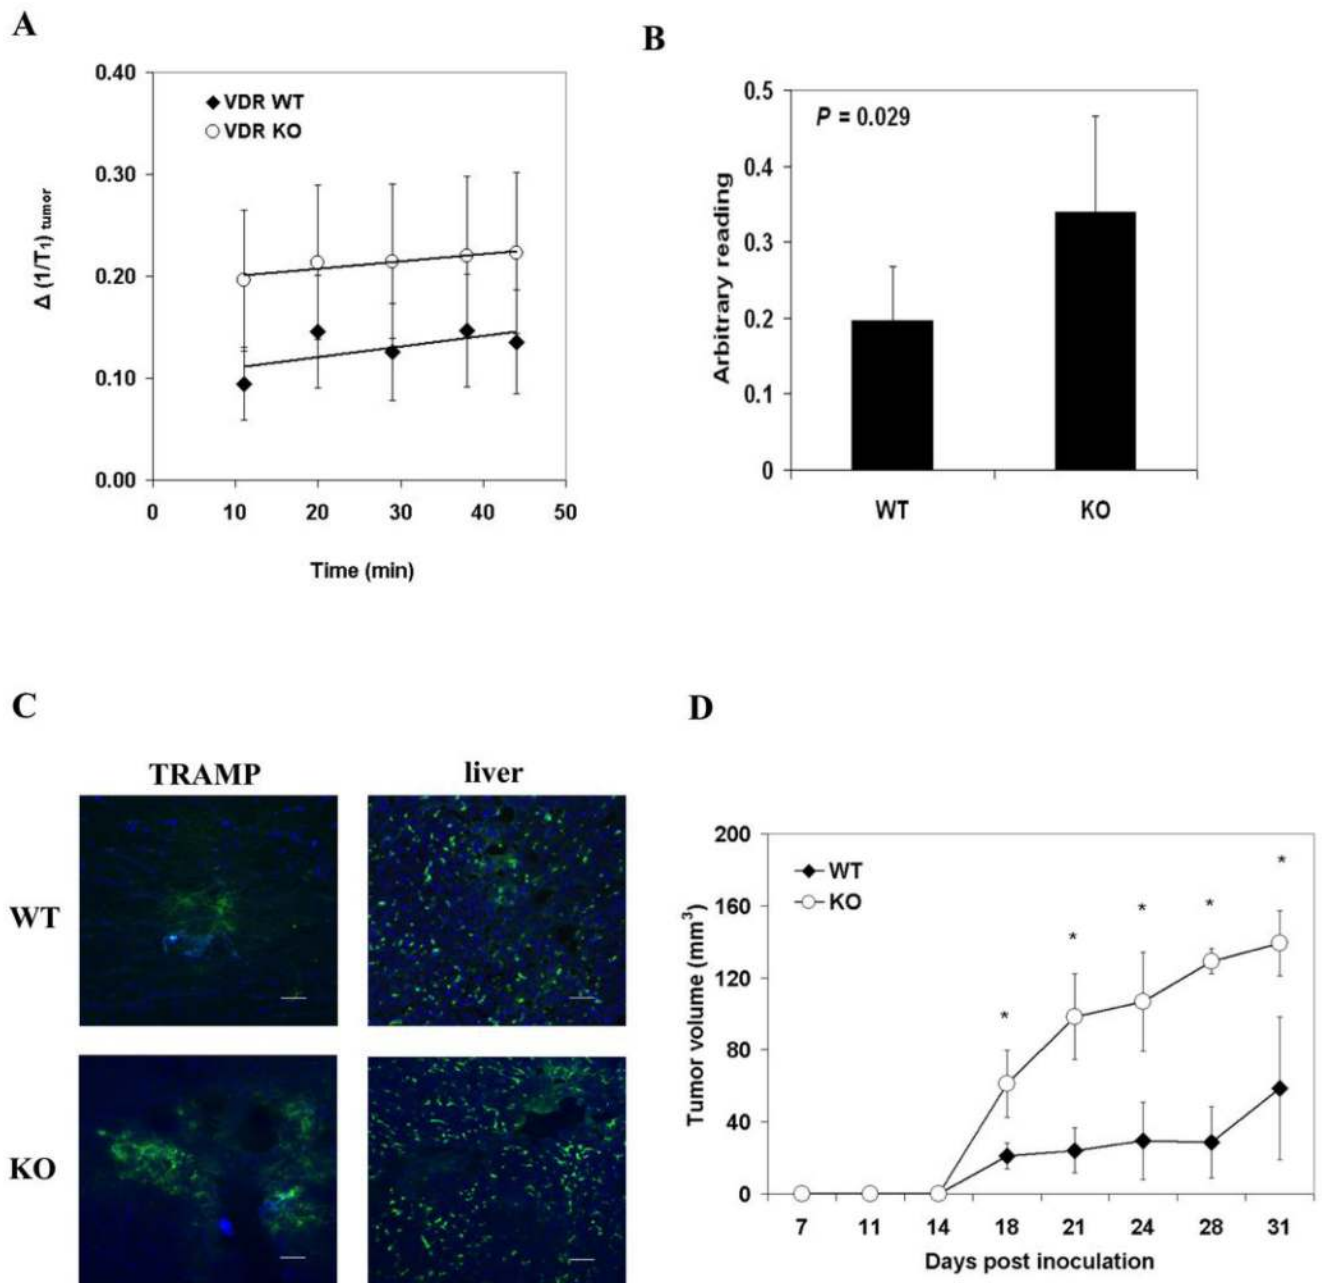 A
0.40
VDR WT
VDR KO
0.30
0.20
0.10
0.00
Δ (1/T1) tumor
0 10 20 30 40 50
Time (min)
B
0.5
P = 0.029
0.4
0.3
0.2
0.1
0
Arbitrary reading
WT KO
C
TRAMP liver
WT
KO
D
200
WT
KO
160
120
80
40
0
Tumor volume (mm3)
* * * * *
7 11 14 18 21 24 28 31
Days post inoculation